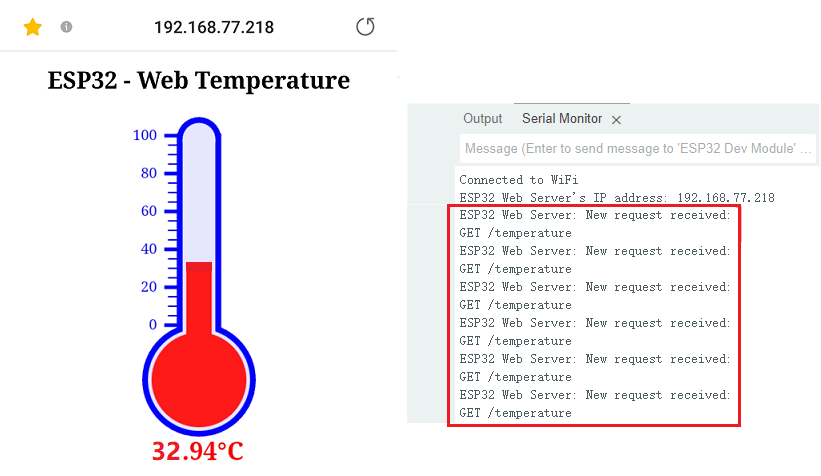 192.168.77.218
ESP32 - Web Temperature
100
80
60
40
20
0
32.94°C
Output Serial Monitor ×
Message (Enter to send message to 'ESP32 Dev Module' ...
Connected to WiFi
ESP32 Web Server's IP address: 192.168.77.218
ESP32 Web Server: New request received:
GET /temperature
ESP32 Web Server: New request received:
GET /temperature
ESP32 Web Server: New request received:
GET /temperature
ESP32 Web Server: New request received:
GET /temperature
ESP32 Web Server: New request received:
GET /temperature
ESP32 Web Server: New request received:
GET /temperature